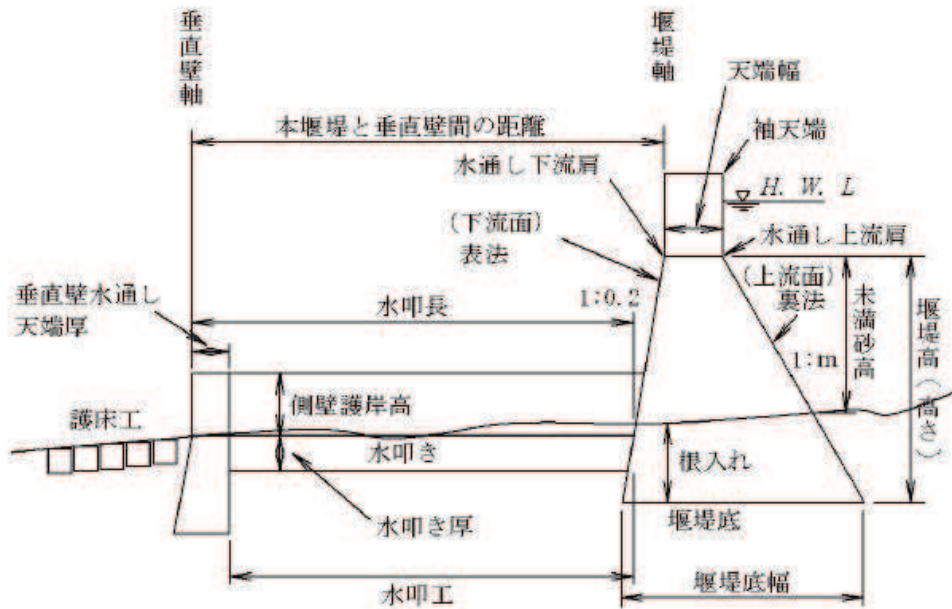 垂直壁軸
堰堤軸
天端幅
本堰堤と垂直壁間の距離
袖天端
水通し下流肩
H. W. L
(下流面)
表法
水通し上流肩
(上流面)
裏法
垂直壁水通し
天端厚
水叩長
1:0.2
未満砂高
堰堤高(高さ)
1:m
側壁護岸高
護床工
水叩き
根入れ
水叩き厚
堰堤底
水叩工
堰堤底幅